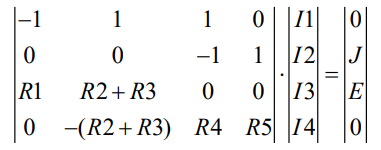 |−1 1 1 0| |I1| |0|
|0 0 −1 1| |I2| |J|
|R1 R2+R3 0 0| · |I3| = |E|
|0 −(R2+R3) R4 R5| |I4| |0|